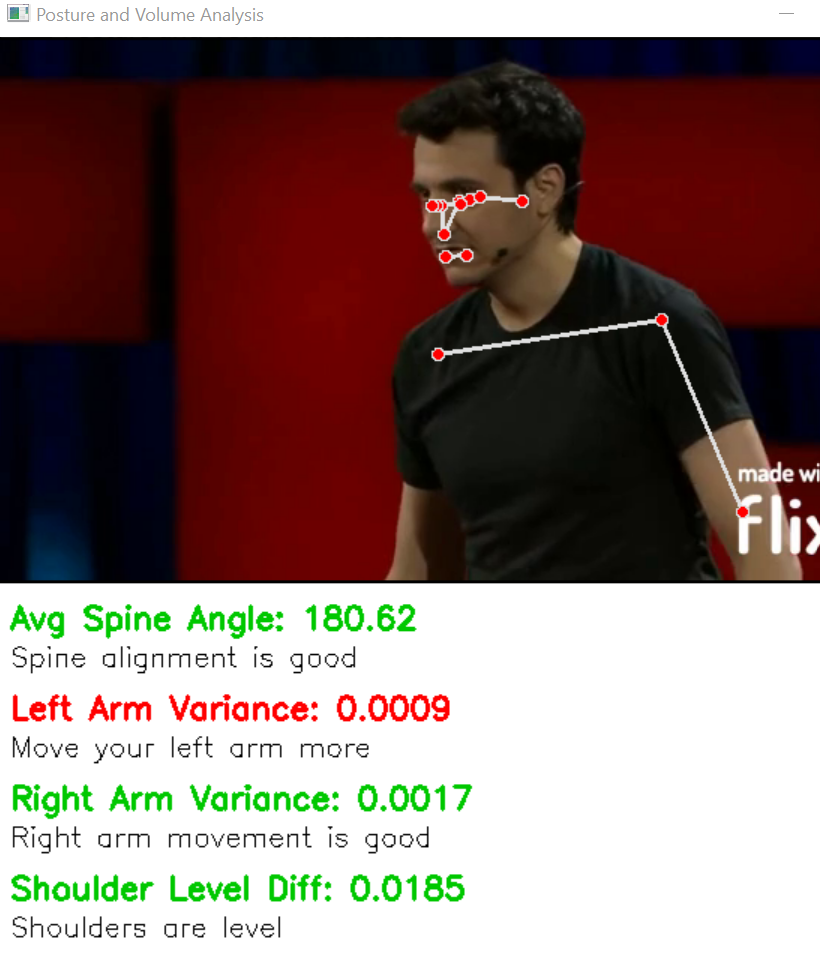 Posture and Volume Analysis
made wi
flix
Avg Spine Angle: 180.62
Spine alignment is good
Left Arm Variance: 0.0009
Move your left arm more
Right Arm Variance: 0.0017
Right arm movement is good
Shoulder Level Diff: 0.0185
Shoulders are level